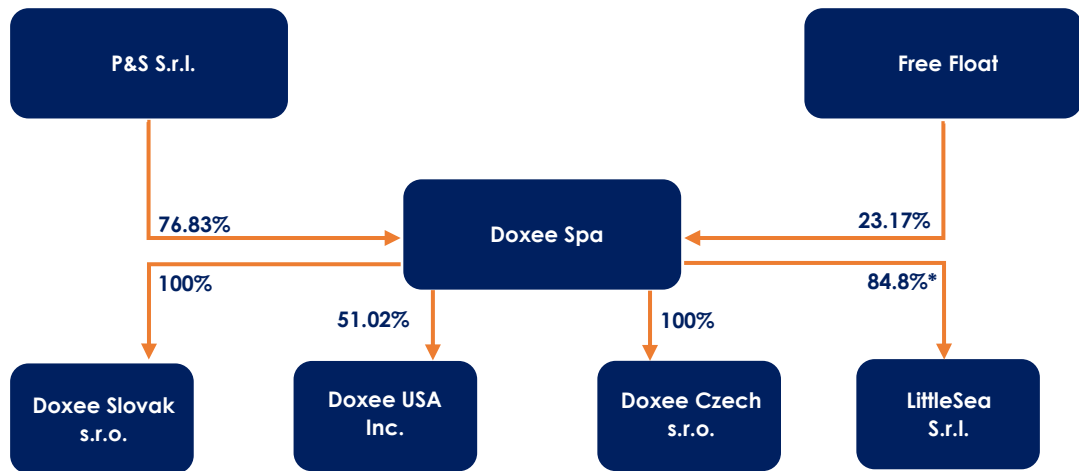 P&S S.r.l.
Free Float
Doxee Spa
76.83%
23.17%
100%
84.8%*
51.02%
100%
Doxee Slovak
s.r.o.
Doxee USA
Inc.
Doxee Czech
s.r.o.
LittleSea
S.r.l.